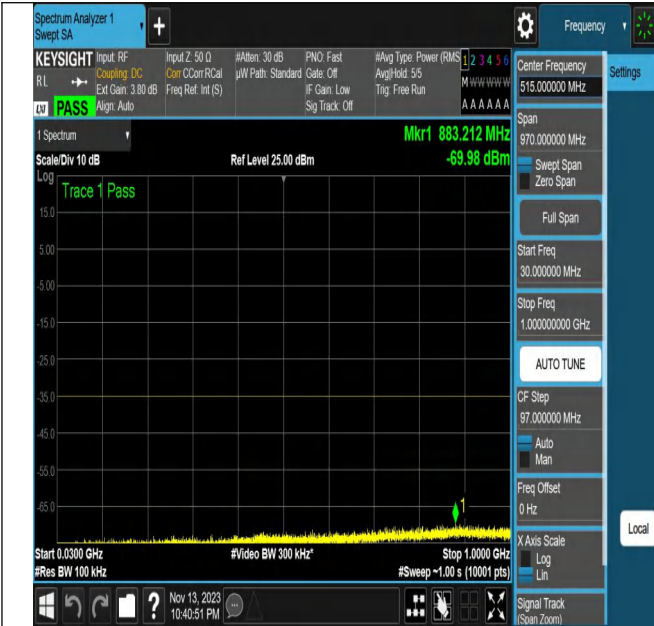 Spectrum Analyzer 1
Swept SA
+
Frequency
KEYSIGHT
RL
PASS
Input: RF
Coupling: DC
Ext Gain: 3.80 dB
Align: Auto
Input Z: 50 Ω
Corr CCorr RCal
Freq Ref: Int (S)
#Atten: 30 dB
µW Path: Standard
PNO: Fast
Gate: Off
IF Gain: Low
Sig Track: Off
#Avg Type: Power (RMS
Avg|Hold: 5/5
Trig: Free Run
1 2 3 4 5 6
M W W W W W
A A A A A A
1 Spectrum
Scale/Div 10 dB
Ref Level 25.00 dBm
Mkr1 883.212 MHz
-69.98 dBm
Log
Trace 1 Pass
15.0
5.00
-5.00
-15.0
-25.0
-35.0
-45.0
-55.0
-65.0
1
Start 0.0300 GHz
#Video BW 300 kHz*
Stop 1.0000 GHz
#Res BW 100 kHz
#Sweep ~1.00 s (10001 pts)
?
Nov 13, 2023
10:40:51 PM
Center Frequency
515.000000 MHz
Settings
Span
970.000000 MHz
Swept Span
Zero Span
Full Span
Start Freq
30.000000 MHz
Stop Freq
1.000000000 GHz
AUTO TUNE
CF Step
97.000000 MHz
Auto
Man
Freq Offset
0 Hz
X Axis Scale
Log
Lin
Local
Signal Track
(Span Zoom)